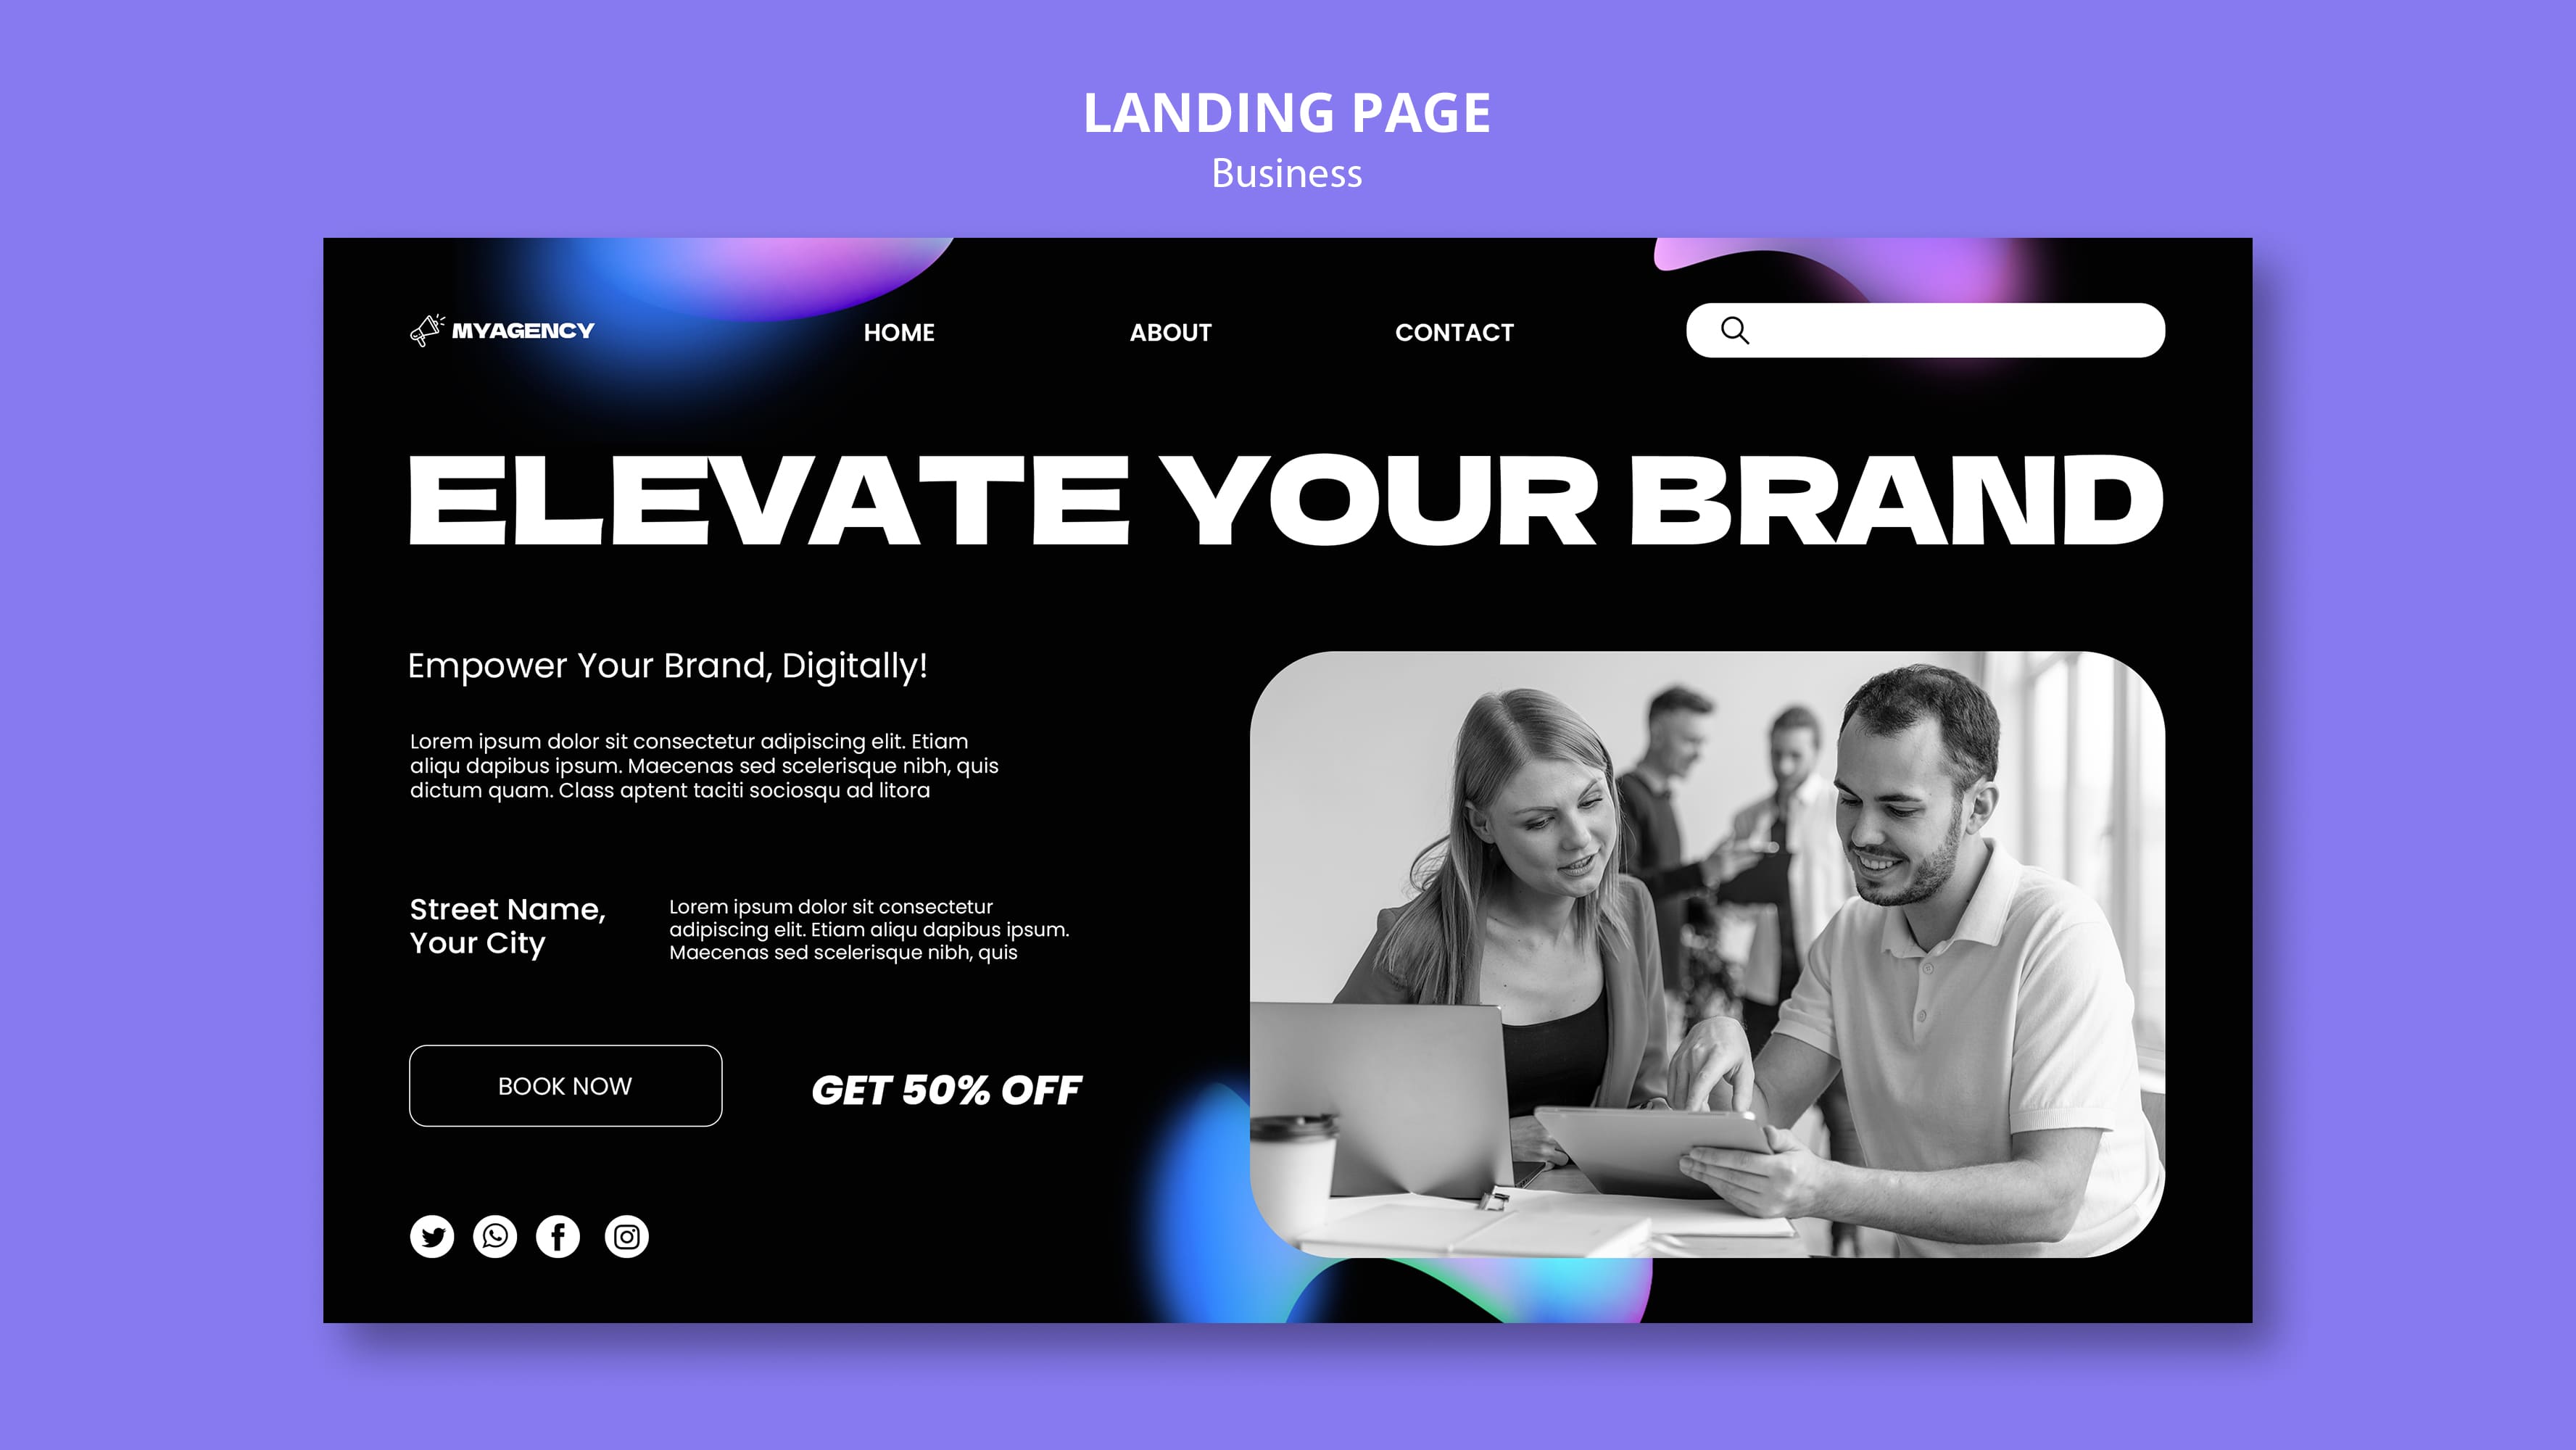 LANDING PAGE
Business
MYAGENCY
HOME
ABOUT
CONTACT
ELEVATE YOUR BRAND
Empower Your Brand, Digitally!
Lorem ipsum dolor sit consectetur adipiscing elit. Etiam
aliqu dapibus ipsum. Maecenas sed scelerisque nibh, quis
dictum quam. Class aptent taciti sociosqu ad litora
Street Name,
Your City
Lorem ipsum dolor sit consectetur
adipiscing elit. Etiam aliqu dapibus ipsum.
Maecenas sed scelerisque nibh, quis
BOOK NOW
GET 50% OFF